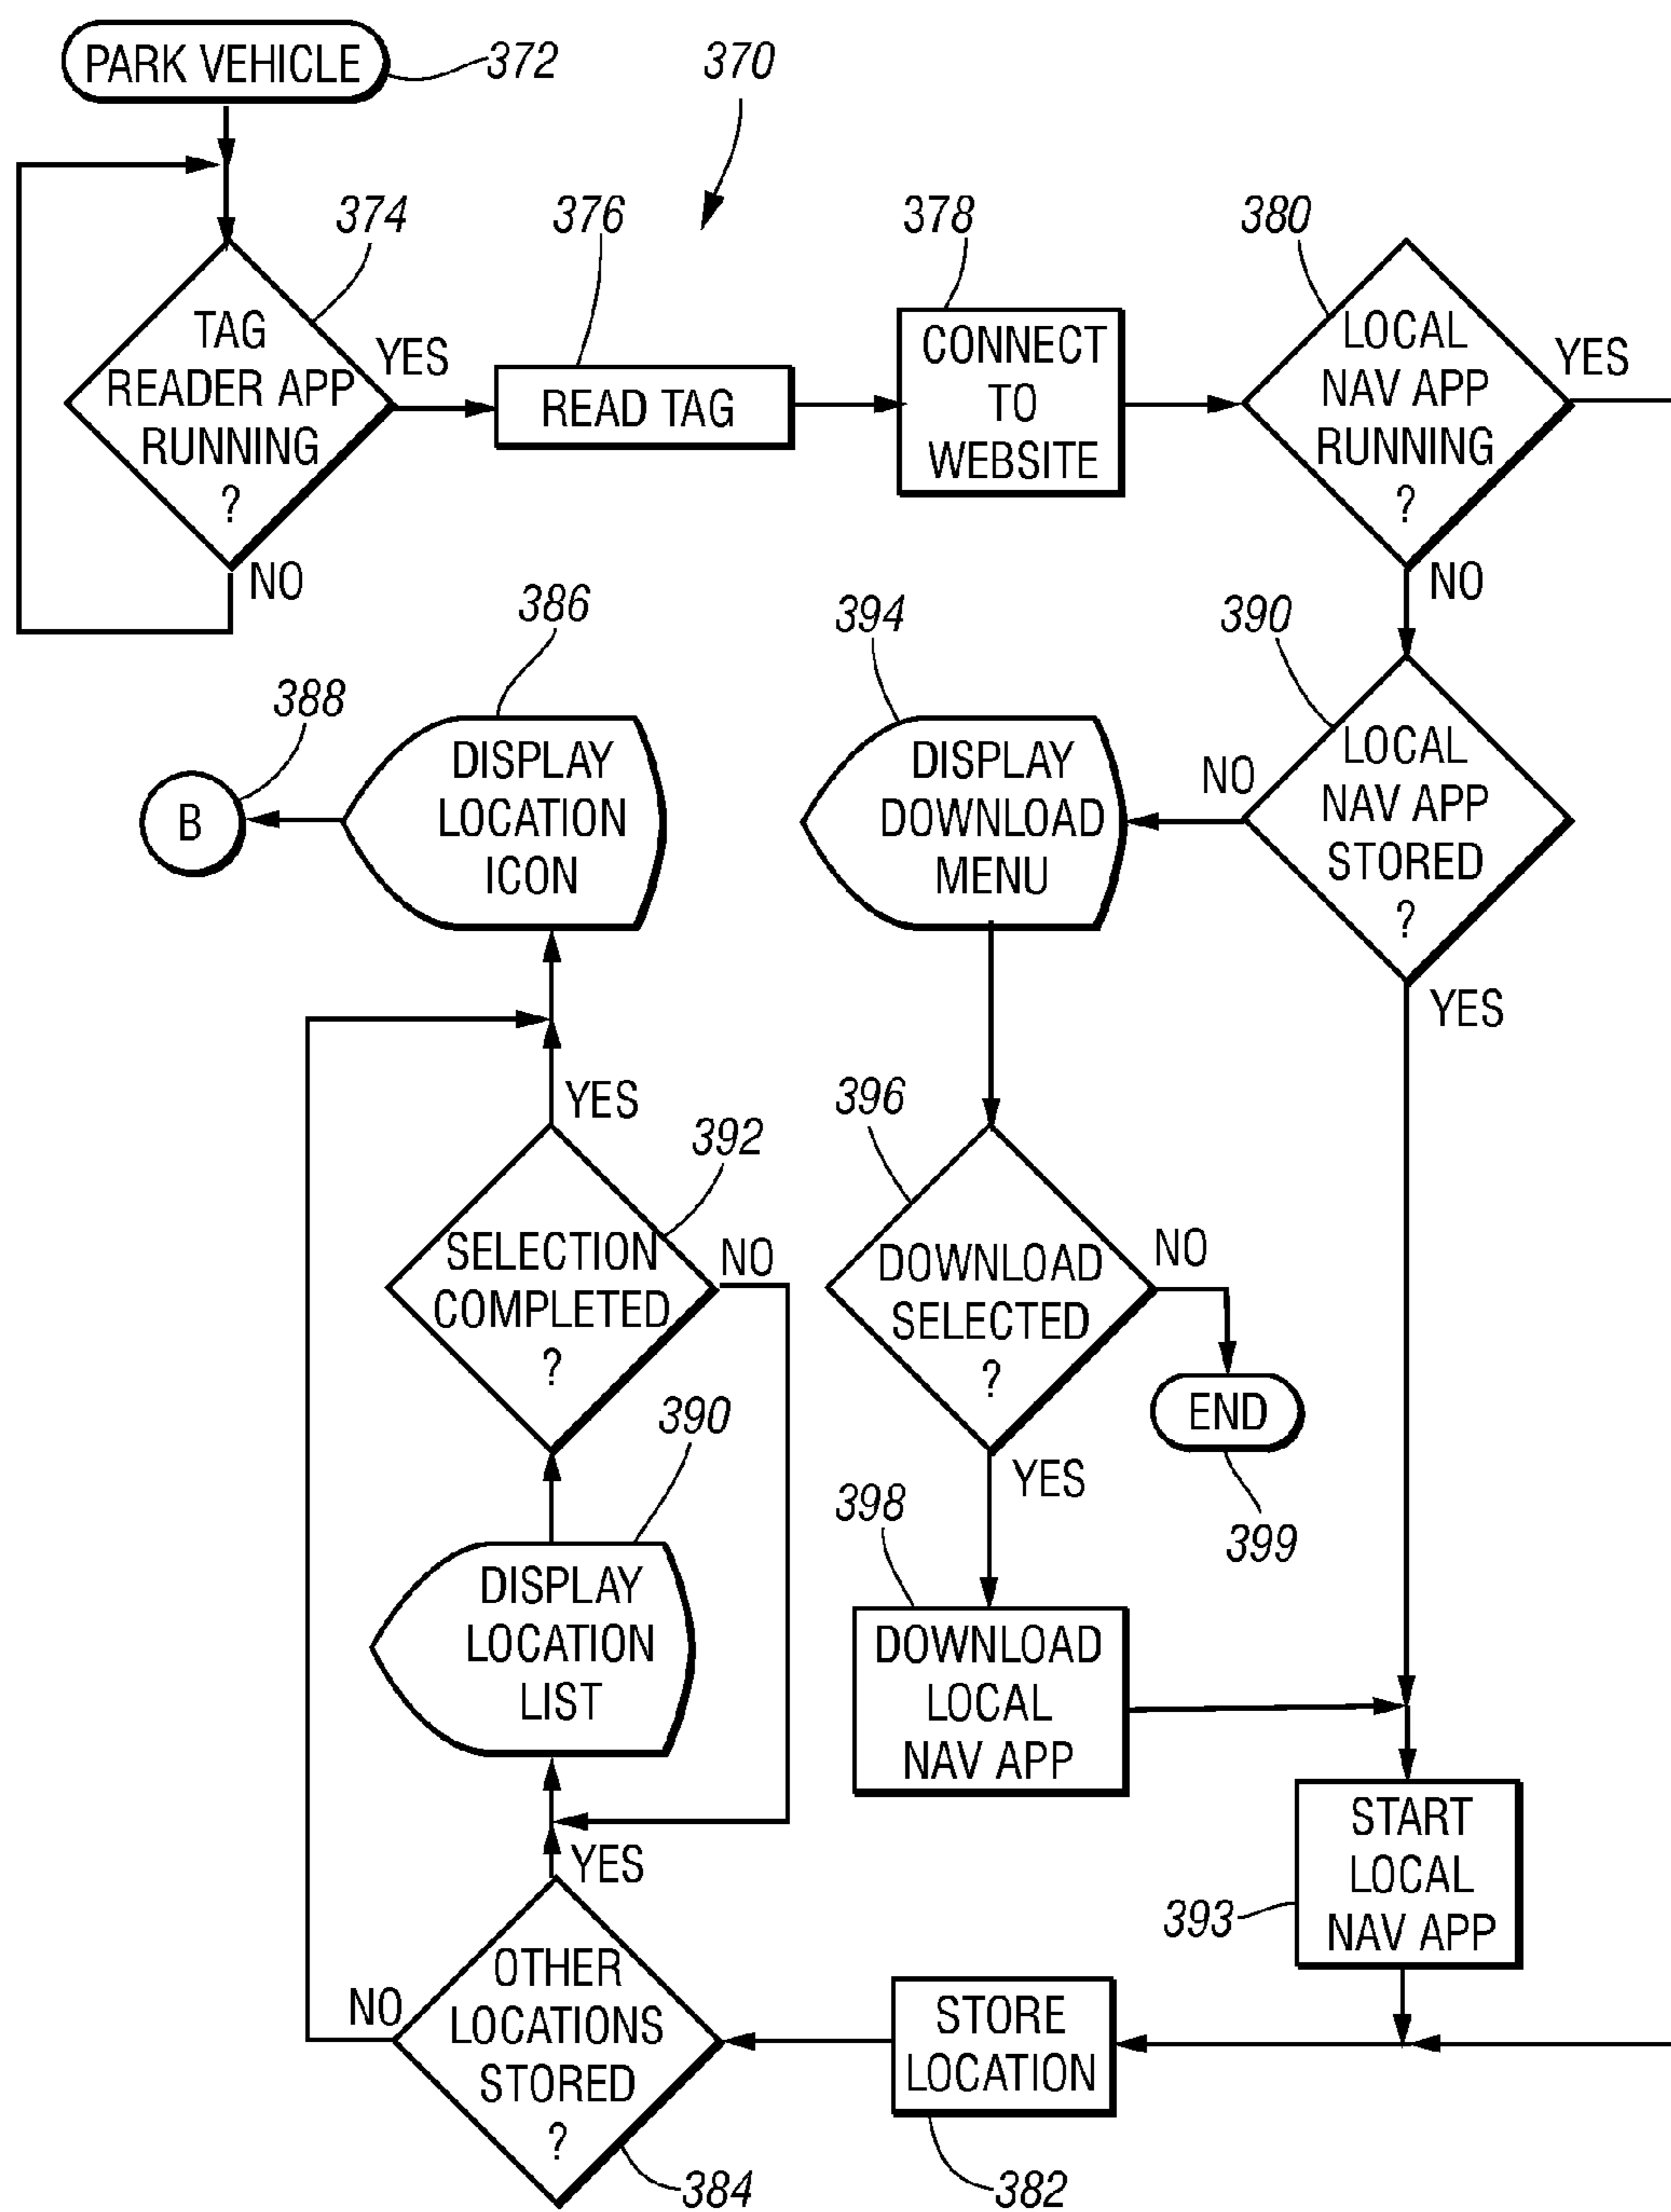 PARK VEHICLE
372
370
374
376
378
380
TAG
READER APP
RUNNING
?
YES
NO
READ TAG
CONNECT
TO
WEBSITE
LOCAL
NAV APP
RUNNING
?
YES
NO
386
394
390
388
B
DISPLAY
LOCATION
ICON
DISPLAY
DOWNLOAD
MENU
NO
LOCAL
NAV APP
STORED
?
YES
YES
392
396
SELECTION
COMPLETED
?
NO
DOWNLOAD
SELECTED
?
NO
END
399
YES
390
398
DISPLAY
LOCATION
LIST
DOWNLOAD
LOCAL
NAV APP
START
LOCAL
NAV APP
393
YES
OTHER
LOCATIONS
STORED
?
NO
STORE
LOCATION
384
382